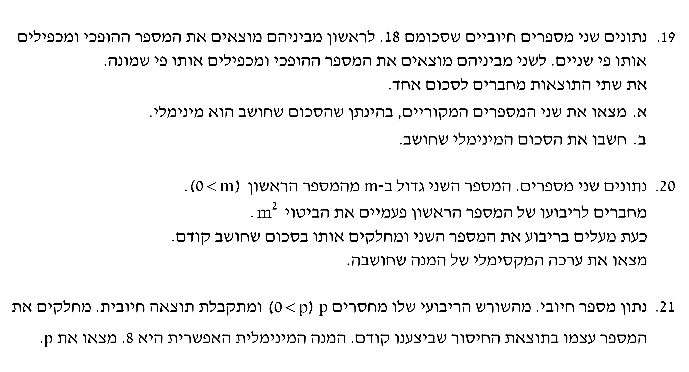 19. נתונים שני מספרים חיוביים שסכומם 18. לראשון מביניהם מוצאים את המספר ההופכי ומכפילים
אותו פי שניים. לשני מביניהם מוצאים את המספר ההופכי ומכפילים אותו פי שמונה.
את שתי התוצאות מחברים לסכום אחד.
א. מצאו את שני המספרים המקוריים, בהינתן שהסכום שחושב הוא מינימלי.
ב. חשבו את הסכום המינימלי שחושב.
20. נתונים שני מספרים. המספר השני גדול ב-m מהמספר הראשון (0 < m).
מחברים לריבועו של המספר הראשון פעמיים את הביטוי m².
כעת מעלים בריבוע את המספר השני ומחלקים אותו בסכום שחושב קודם.
מצאו את ערכה המקסימלי של המנה שחושבה.
21. נתון מספר חיובי. מהשורש הריבועי שלו מחסרים p (0 < p) ומתקבלת תוצאה חיובית. מחלקים את
המספר עצמו בתוצאת החיסור שביצענו קודם. המנה המינימלית האפשרית היא 8. מצאו את p.